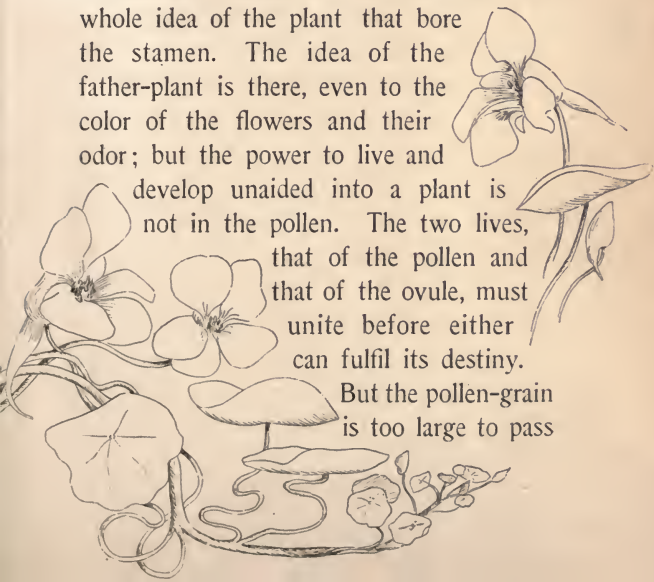 whole idea of the plant that bore
the stamen. The idea of the
father-plant is there, even to the
color of the flowers and their
odor; but the power to live and
develop unaided into a plant is
not in the pollen. The two lives,
that of the pollen and
that of the ovule, must
unite before either
can fulfil its destiny.
But the pollen-grain
is too large to pass